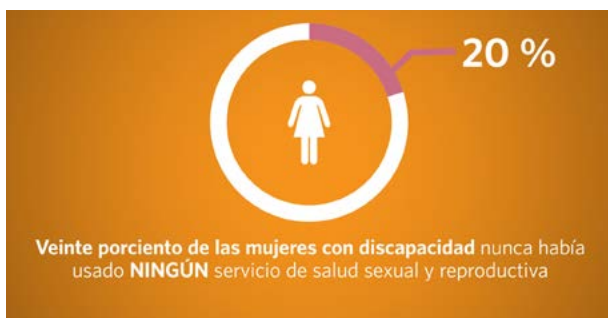 20 %
Veinte porciento de las mujeres con discapacidad nunca había
usado NINGÚN servicio de salud sexual y reproductiva